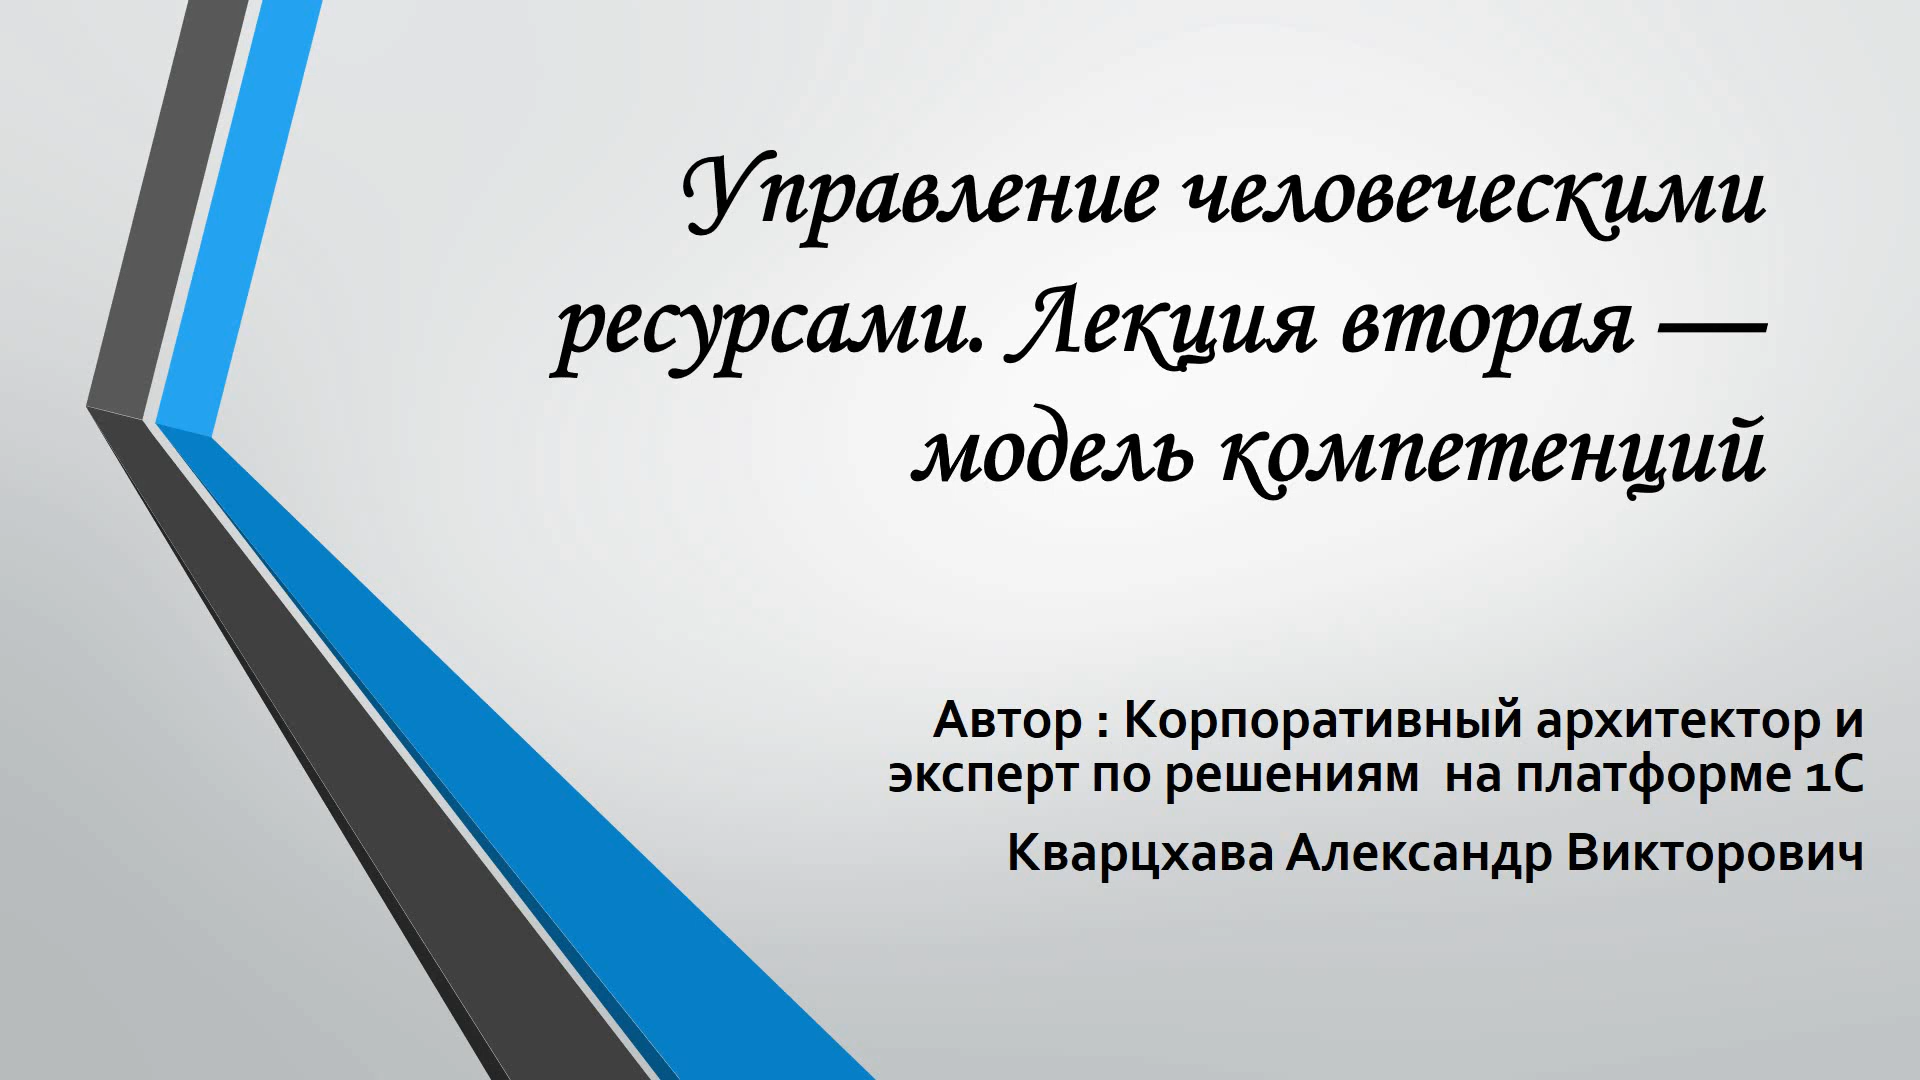 Управление человеческими
ресурсами. Лекция вторая —
модель компетенций
Автор : Корпоративный архитектор и
эксперт по решениям  на платформе 1С
Кварцхава Александр Викторович